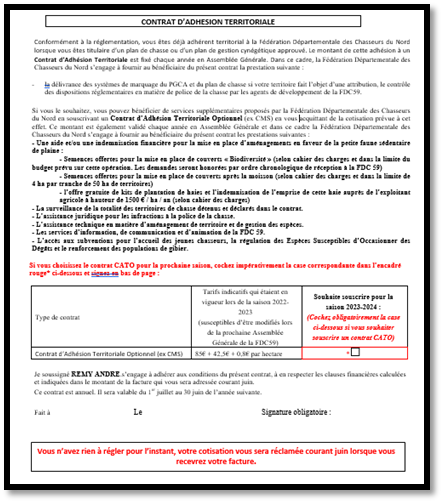 CONTRAT D'ADHESION TERRITORIALE
Conformément à la réglementation, vous êtes déjà adhérent territorial à la Fédération Départementale des Chasseurs du Nord
lorsque vous êtes titulaire d'un plan de chasse ou d'un plan de gestion cynégétique approuvé. Le montant de cette adhésion à un
Contrat d'Adhésion Territoriale est fixé chaque année en Assemblée Générale. Dans ce cadre, la Fédération Départementale des
Chasseurs du Nord s'engage à fournir au bénéficiaire du présent contrat la prestation suivante :
- la délivrance des systèmes de marquage du PGCA et du plan de chasse si votre territoire fait l'objet d'une attribution, le contrôle
des dispositions réglementaires en matière de police de la chasse par les agents de développement de la FDC59.
Si vous le souhaitez, vous pouvez bénéficier de services supplémentaires proposés par la Fédération Départementale des Chasseurs
du Nord en souscrivant un Contrat d'Adhésion Territoriale Optionnel (ex CMS) en vous acquittant de la cotisation prévue à cet
effet. Ce montant est également validé chaque année en Assemblée Générale et dans ce cadre la Fédération Départementale des
Chasseurs du Nord s'engage à fournir au bénéficiaire du présent contrat les prestations suivantes :
- Une aide et/ou une indemnisation financière pour la mise en place d'aménagements en faveur de la petite faune sédentaire
de plaine :
- Semences offertes pour la mise en place de couverts « Biodiversité » (selon cahier des charges et dans la limite du
budget prévu sur cette opération. Les demandes seront honorées par ordre chronologique de réception à la FDC 59)
- Semences offertes pour la mise en place de couverts après la moisson (selon cahier des charges et dans la limite de
4 ha par tranche de 50 ha de territoires)
- l'offre gratuite de kits de plantation de haies et l'indemnisation de l'emprise de cette haie auprès de l'exploitant
agricole à hauteur de 1500 € / ha / an (selon cahier des charges)
- La surveillance de la totalité des territoires de chasse détenus et déclarés dans le contrat.
- L'assistance juridique pour les infractions à la police de la chasse.
- L'assistance technique en matière d'aménagement de territoire et de gestion des espèces.
- Les services d'information, de communication et d'animation de la FDC 59.
- L'accès aux subventions pour l'accueil des jeunes chasseurs, la régulation des Espèces Susceptibles d'Occasionner des
Dégâts et le renforcement des populations de gibier.
Si vous choisissez le contrat CATO pour la prochaine saison, cochez impérativement la case correspondante dans l'encadré
rouge* ci-dessous et signez en bas de page :
Type de contrat
Tarifs indicatifs qui étaient en
vigueur lors de la saison 2022-
2023
(susceptibles d'être modifiés lors
de la prochaine Assemblée
Générale de la FDC59)
Souhaite souscrire pour la
saison 2023-2024 :
(Cochez obligatoirement la case
ci-dessous si vous souhaiter
souscrire un contrat CATO)
Contrat d'Adhésion Territoriale Optionnel (ex CMS)
85€ + 42,5€ + 0,8€ par hectare
*
Je soussigné REMY ANDRE s'engage à adhérer aux conditions du présent contrat, à en respecter les clauses financières calculées
et indiquées dans le montant de la facture qui vous sera adressée courant juin.
Ce contrat est annuel. Il sera valable du 1er juillet au 30 juin de l'année suivante.
Fait à Le Signature obligatoire :
Vous n'avez rien à régler pour l'instant, votre cotisation vous sera réclamée courant juin lorsque vous
recevrez votre facture.